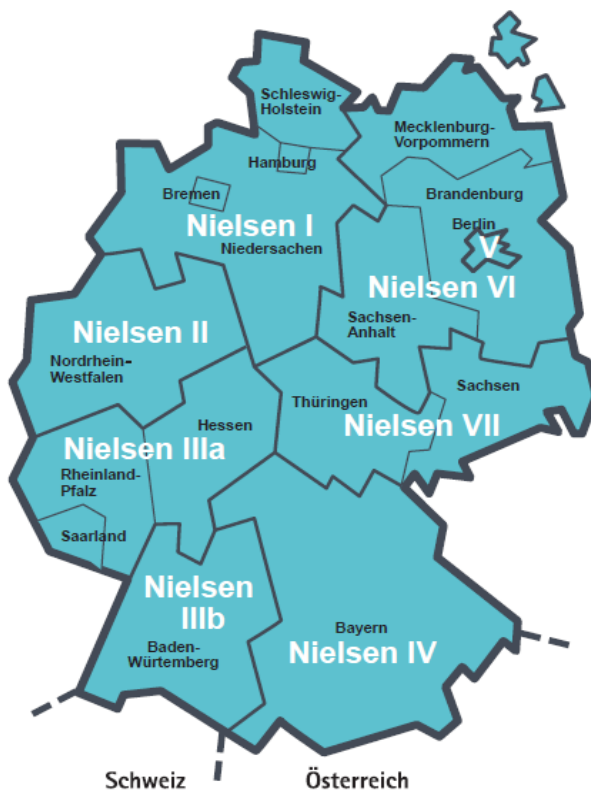 Schleswig-
Holstein
Mecklenburg-
Vorpommern
Hamburg
Bremen
Brandenburg
Nielsen I
Niedersachen
Berlin
V
Nielsen VI
Sachsen-
Anhalt
Nielsen II
Nordrhein-
Westfalen
Sachsen
Thüringen
Hessen
Nielsen VII
Nielsen IIIa
Rheinland-
Pfalz
Saarland
Nielsen
IIIb
Baden-
Würtemberg
Bayern
Nielsen IV
Schweiz
Österreich